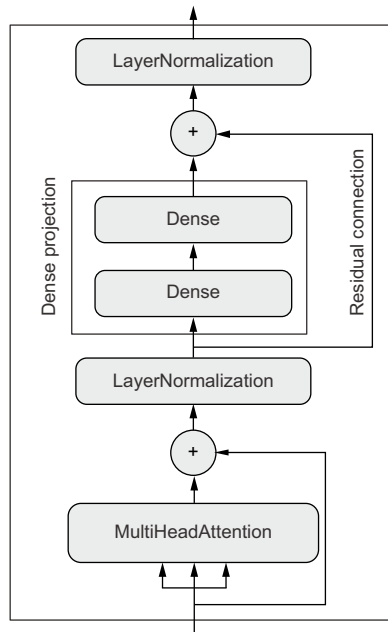 LayerNormalization
+
Dense projection
Dense
Residual connection
Dense
LayerNormalization
+
MultiHeadAttention